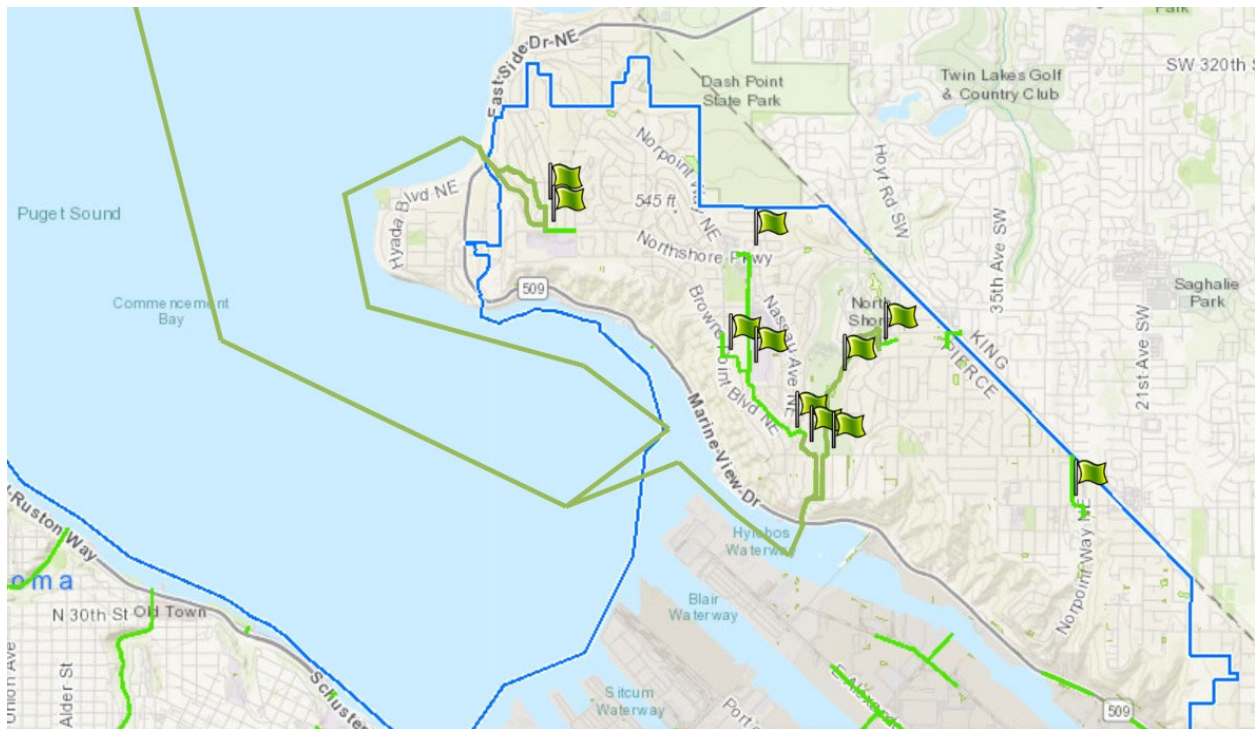 Park
East Side Dr NE
SW 320th S
Twin Lakes Golf
& Country Club
Dash Point
State Park
Norpoint Way NE
Hoyt Rd SW
Hyada Blvd NE
545 ft
Puget Sound
35th Ave SW
Northshore Pkwy
509
Saghalie
Park
Commencement
Bay
North
Shore
Nassau Ave NE
Browns Point Blvd NE
KING
PIERCE
21st Ave SW
Marine View Dr
Ruston Way
Norpoint Way NE
Hylebos
Waterway
oma
N 30th St
Old Town
Blair
Waterway
Union Ave
Alder St
Schuster
Sitcum
Waterway
E Alexand
Port
509